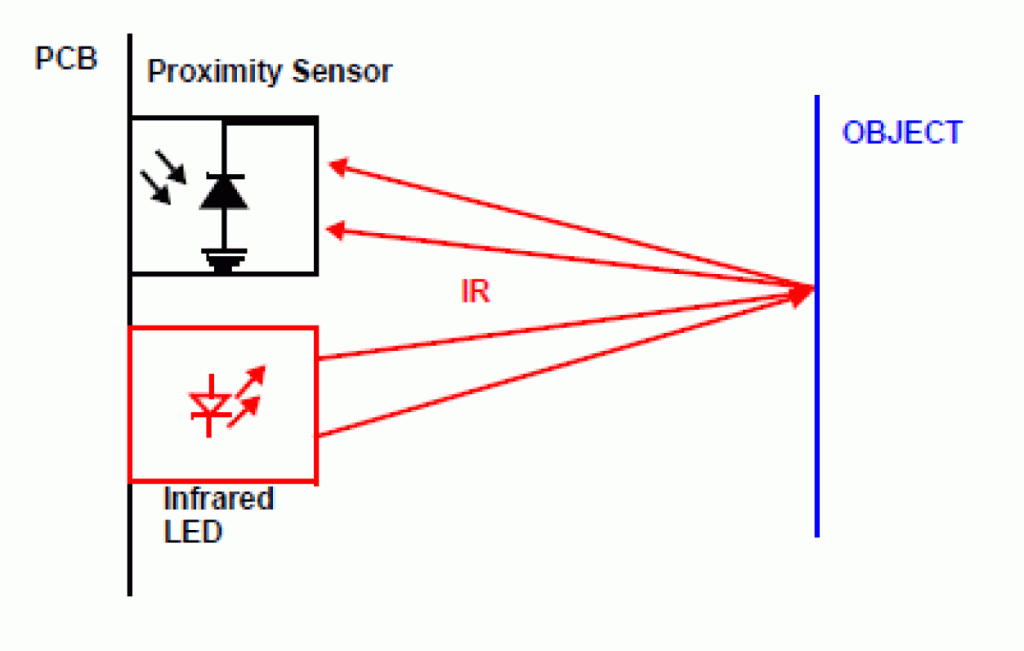 PCB
Proximity Sensor
OBJECT
IR
Infrared
LED